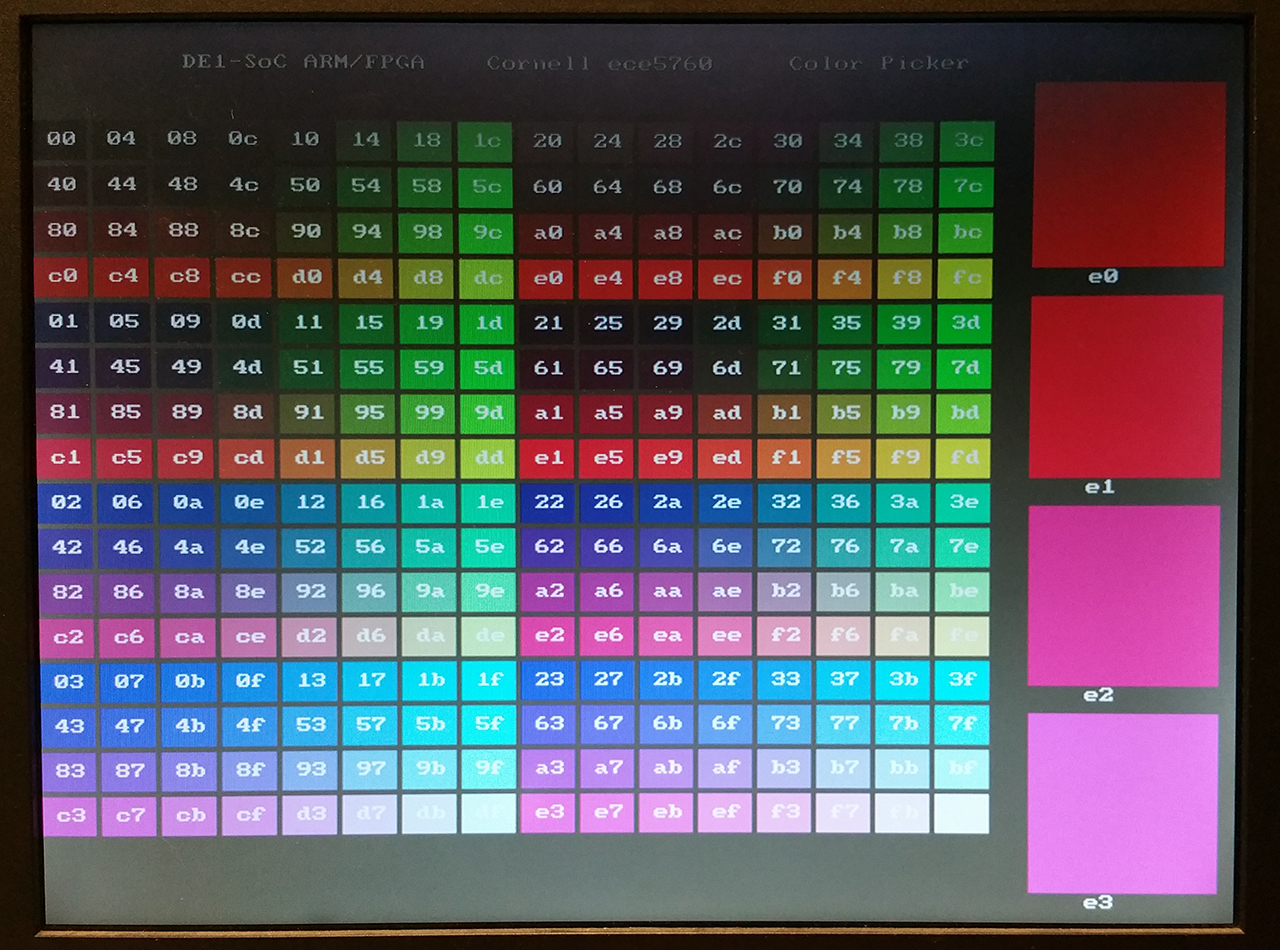 DE1-SoC ARM/FPGA Cornell ece5760 Color Picker
00 04 08 0c 10 14 18 1c 20 24 28 2c 30 34 38 3c
40 44 48 4c 50 54 58 5c 60 64 68 6c 70 74 78 7c
80 84 88 8c 90 94 98 9c a0 a4 a8 ac b0 b4 b8 bc
c0 c4 c8 cc d0 d4 d8 dc e0 e4 e8 ec f0 f4 f8 fc
e0
01 05 09 0d 11 15 19 1d 21 25 29 2d 31 35 39 3d
41 45 49 4d 51 55 59 5d 61 65 69 6d 71 75 79 7d
81 85 89 8d 91 95 99 9d a1 a5 a9 ad b1 b5 b9 bd
c1 c5 c9 cd d1 d5 d9 dd e1 e5 e9 ed f1 f5 f9 fd
e1
02 06 0a 0e 12 16 1a 1e 22 26 2a 2e 32 36 3a 3e
42 46 4a 4e 52 56 5a 5e 62 66 6a 6e 72 76 7a 7e
82 86 8a 8e 92 96 9a 9e a2 a6 aa ae b2 b6 ba be
c2 c6 ca ce d2 d6 da de e2 e6 ea ee f2 f6 fa fe
03 07 0b 0f 13 17 1b 1f 23 27 2b 2f 33 37 3b 3f
e2
43 47 4b 4f 53 57 5b 5f 63 67 6b 6f 73 77 7b 7f
83 87 8b 8f 93 97 9b 9f a3 a7 ab af b3 b7 bb bf
c3 c7 cb cf d3 d7 db df e3 e7 eb ef f3 f7 fb
e3